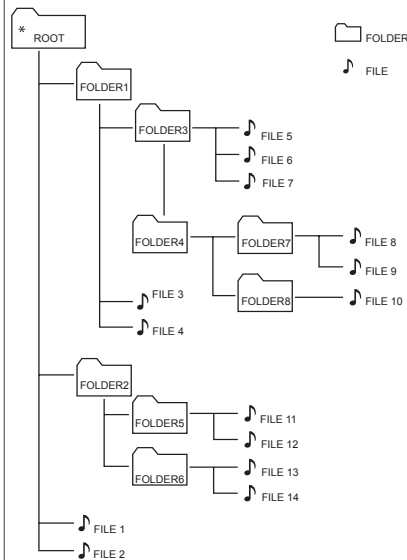 * ROOT
FOLDER
FILE
FOLDER1
FOLDER3
FILE 5
FILE 6
FILE 7
FOLDER4
FOLDER7
FILE 8
FILE 9
FOLDER8
FILE 10
FILE 3
FILE 4
FOLDER2
FOLDER5
FILE 11
FILE 12
FOLDER6
FILE 13
FILE 14
FILE 1
FILE 2